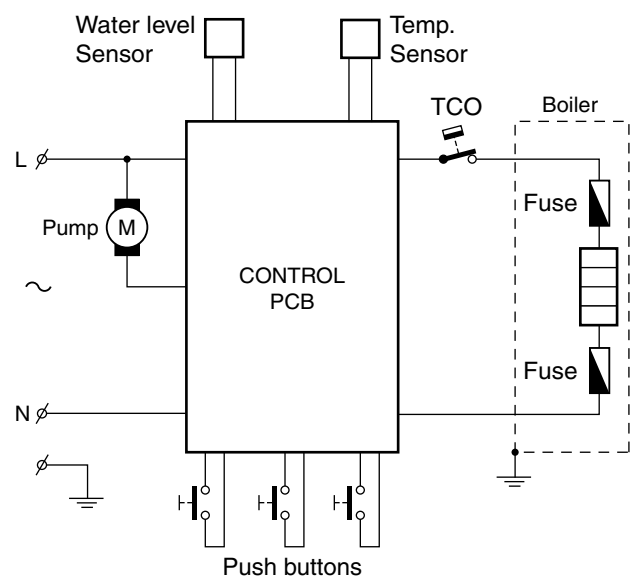 Water level
Sensor
Temp.
Sensor
TCO
Boiler
L
Fuse
Pump
M
CONTROL
PCB
Fuse
N
Push buttons